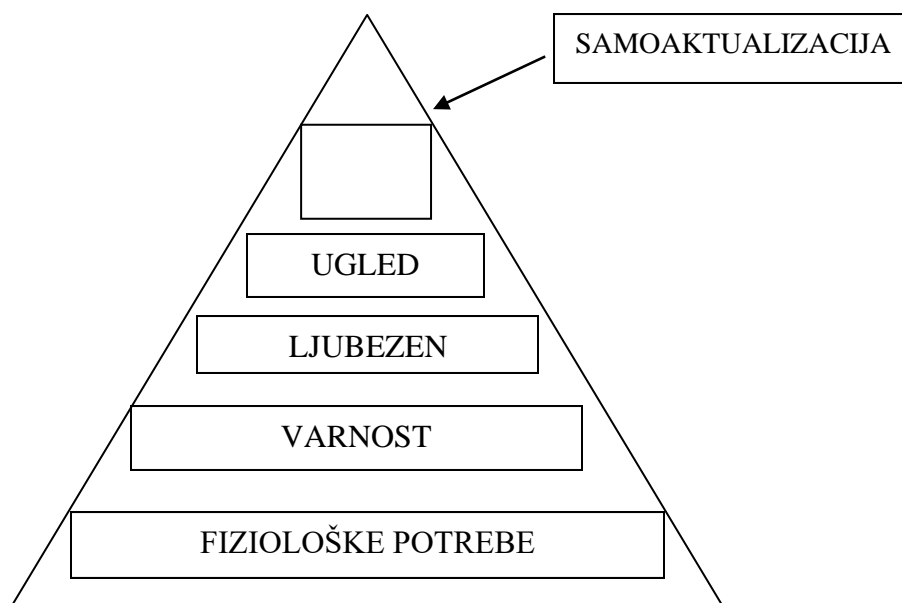 SAMOAKTUALIZACIJA
UGLED
LJUBEZEN
VARNOST
FIZIOLOŠKE POTREBE